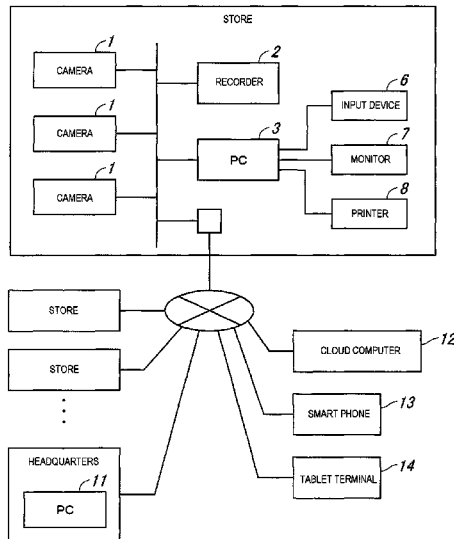 STORE
1
CAMERA
2
RECORDER
6
INPUT DEVICE
1
CAMERA
3
PC
7
MONITOR
1
CAMERA
8
PRINTER
STORE
12
CLOUD COMPUTER
STORE
13
SMART PHONE
HEADQUARTERS
11
PC
14
TABLET TERMINAL